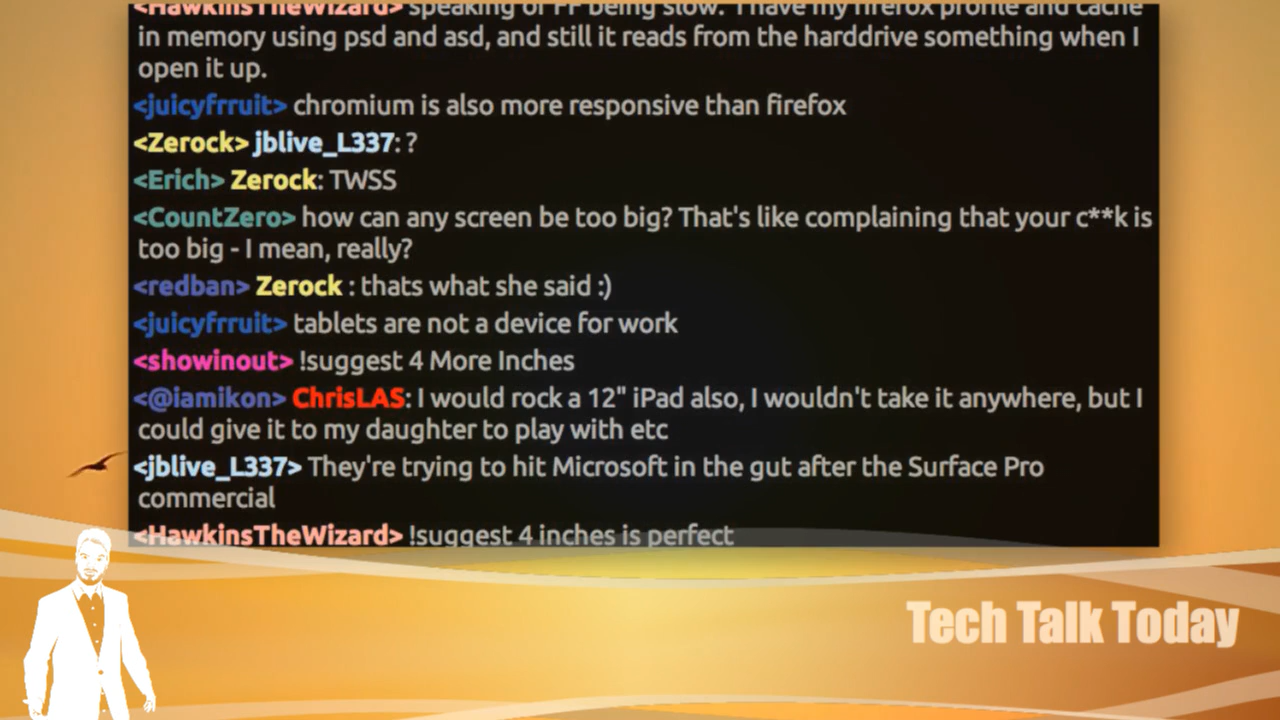 <HawkinsTheWizard> speaking of FF being slow. I have my firefox profile and cache
in memory using psd and asd, and still it reads from the harddrive something when I
open it up.
<juicyfrruit> chromium is also more responsive than firefox
<Zerock> jblive_L337: ?
<Erich> Zerock: TWSS
<CountZero> how can any screen be too big? That's like complaining that your c**k is
too big - I mean, really?
<redban> Zerock : thats what she said :)
<juicyfrruit> tablets are not a device for work
<showinout> !suggest 4 More Inches
<@iamikon> ChrisLAS: I would rock a 12" iPad also, I wouldn't take it anywhere, but I
could give it to my daughter to play with etc
<jblive_L337> They're trying to hit Microsoft in the gut after the Surface Pro
commercial
<HawkinsTheWizard> !suggest 4 inches is perfect
Tech Talk Today